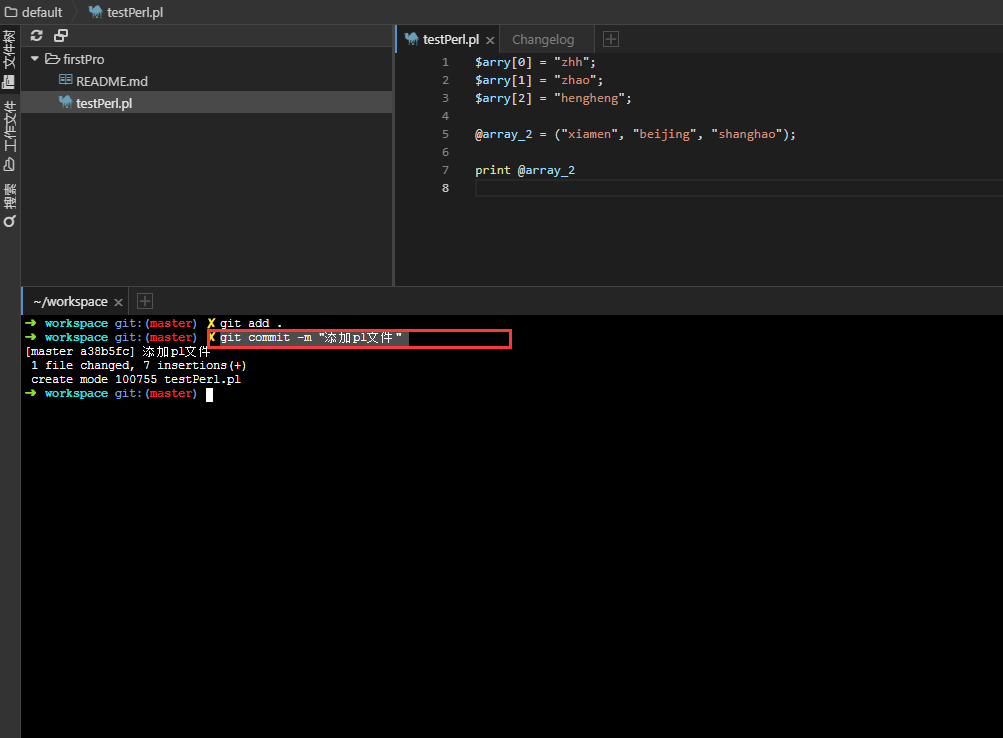 default testPerl.pl
文件树
工作文件
搜索
firstPro
README.md
testPerl.pl
testPerl.pl × Changelog
1 $arry[0] = "zhh";
2 $arry[1] = "zhao";
3 $arry[2] = "hengheng";
4
5 @array_2 = ("xiamen", "beijing", "shanghao");
6
7 print @array_2
8
~/workspace ×
➜ workspace git:(master) ✗ git add .
➜ workspace git:(master) ✗ git commit -m "添加pl文件"
[master a38b5fc] 添加pl文件
1 file changed, 7 insertions(+)
create mode 100755 testPerl.pl
➜ workspace git:(master)